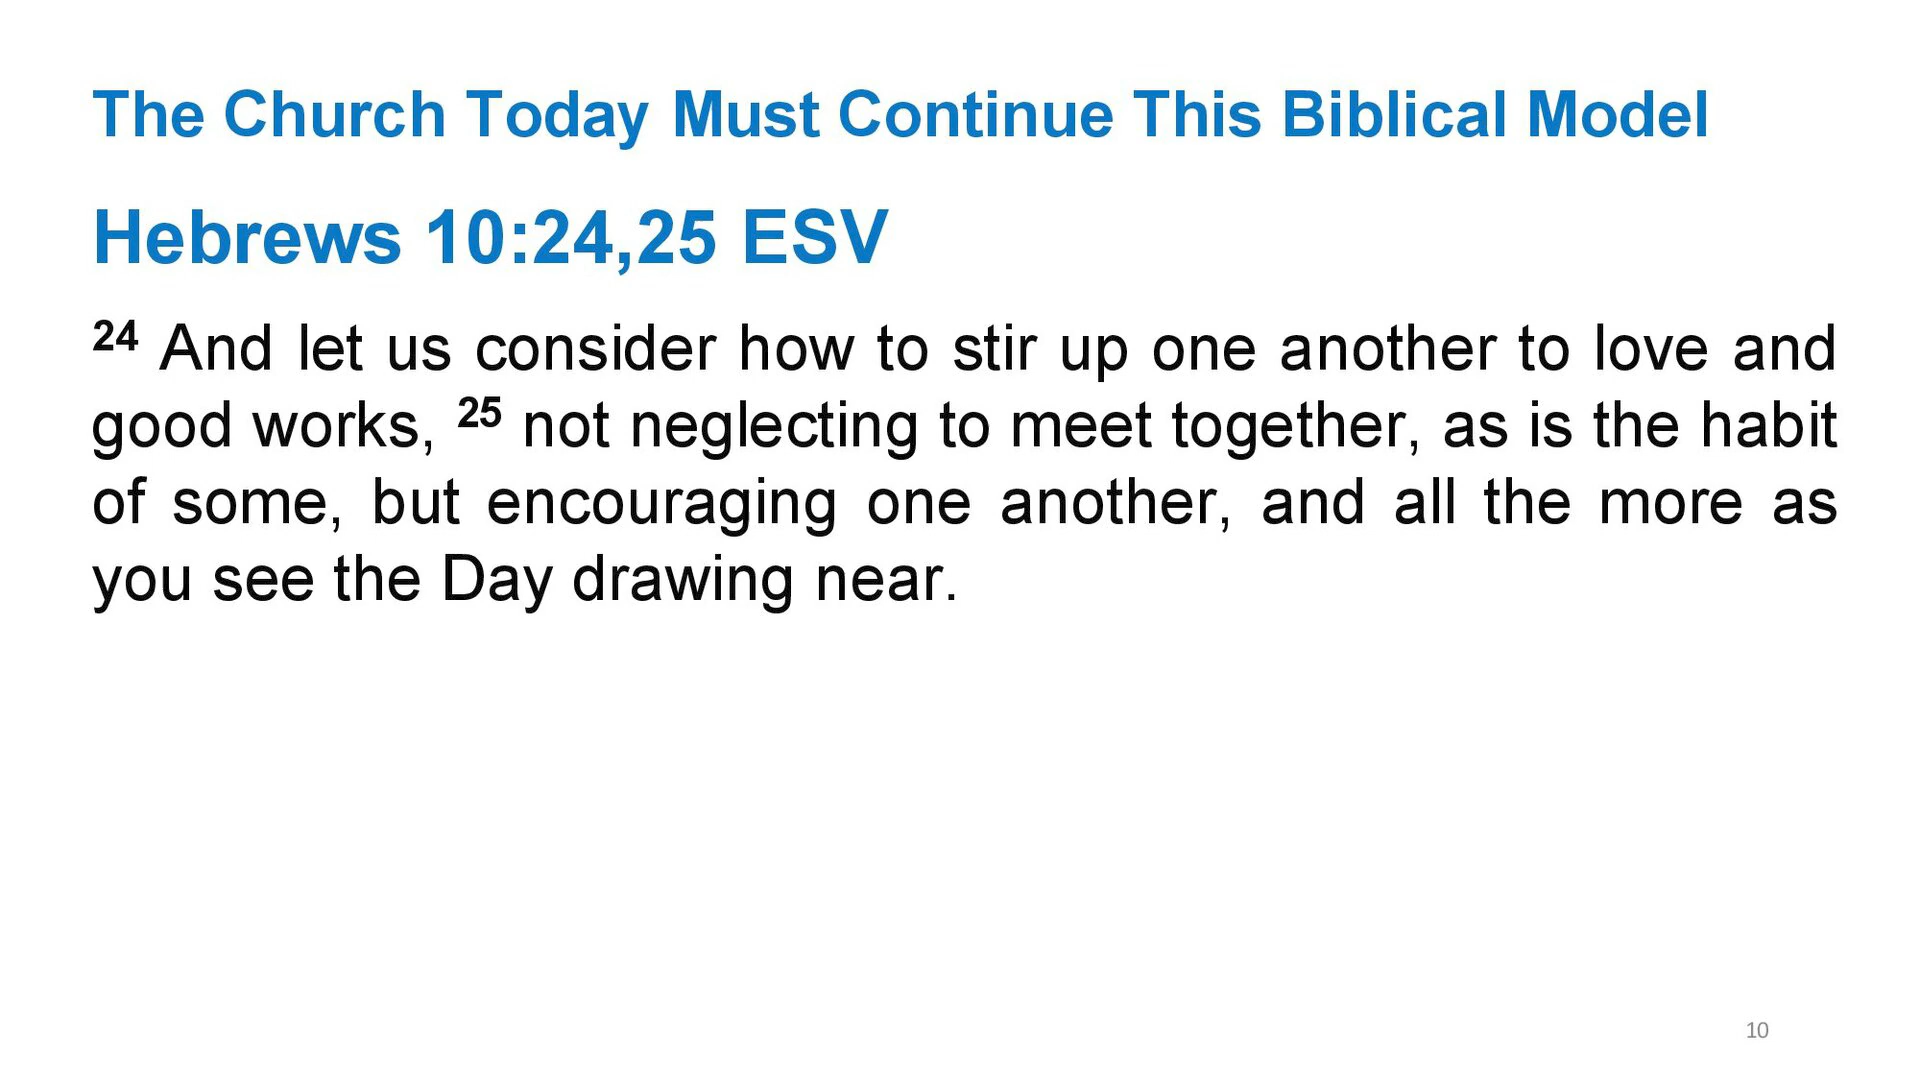 The Church Today Must Continue This Biblical Model
Hebrews 10:24,25 ESV
24 And let us consider how to stir up one another to love and
good works, 25 not neglecting to meet together, as is the habit
of some, but encouraging one another, and all the more as
you see the Day drawing near.
10